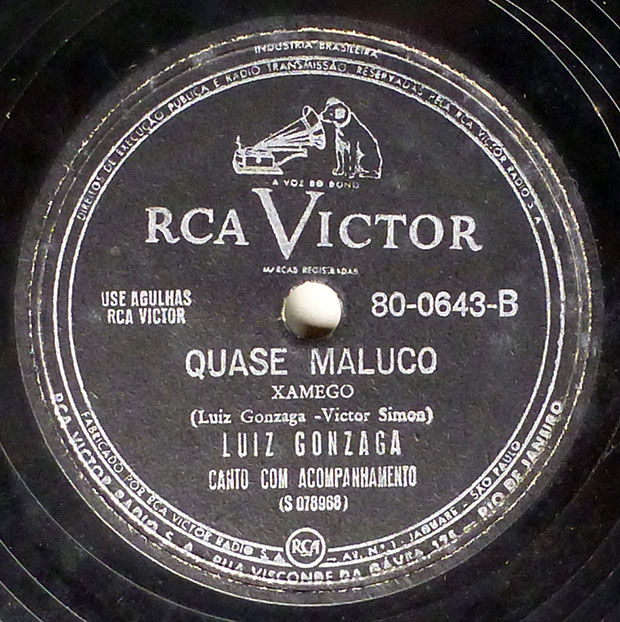 INDÚSTRIA BRASILEIRA
DIREITOS DE EXECUÇÃO PUBLICA E RADIO TRANSMISSÃO RESERVADAS PELA RCA VICTOR RADIO S A
A VOZ DO DONO
RCA VICTOR
MARCAS REGISTRADAS
USE AGULHAS
RCA VICTOR
80-0643-B
QUASE MALUCO
XAMEGO
(Luiz Gonzaga -Victor Simon)
LUIZ GONZAGA
CANTO COM ACOMPANHAMENTO
(S 078968)
RCA
FABRICADO POR RCA VICTOR RADIO S.A. - AV. Nº 1 - JAGUARE - SÃO PAULO
RCA VICTOR RADIO S.A. RUA VISCONDE DA GÁVEA, 125 - RIO DE JANEIRO